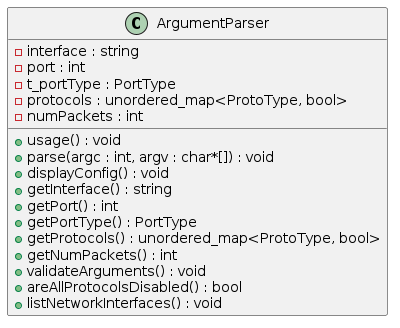 C ArgumentParser
interface : string
port : int
t_portType : PortType
protocols : unordered_map<ProtoType, bool>
numPackets : int
usage() : void
parse(argc : int, argv : char*[]) : void
displayConfig() : void
getInterface() : string
getPort() : int
getPortType() : PortType
getProtocols() : unordered_map<ProtoType, bool>
getNumPackets() : int
validateArguments() : void
areAllProtocolsDisabled() : bool
listNetworkInterfaces() : void